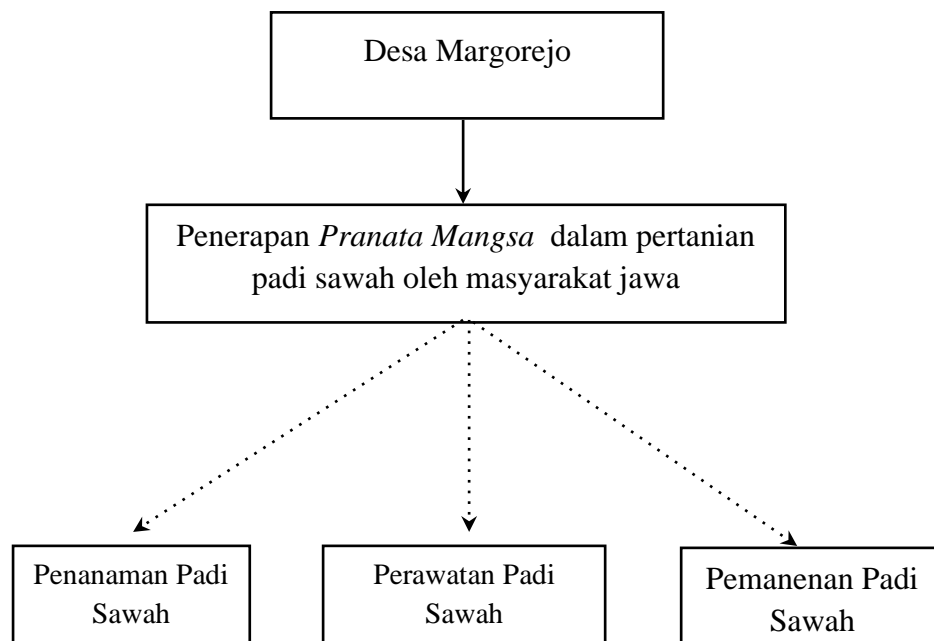 Desa Margorejo
Penerapan Pranata Mangsa dalam pertanian
padi sawah oleh masyarakat jawa
Penanaman Padi
Sawah
Perawatan Padi
Sawah
Pemanenan Padi
Sawah